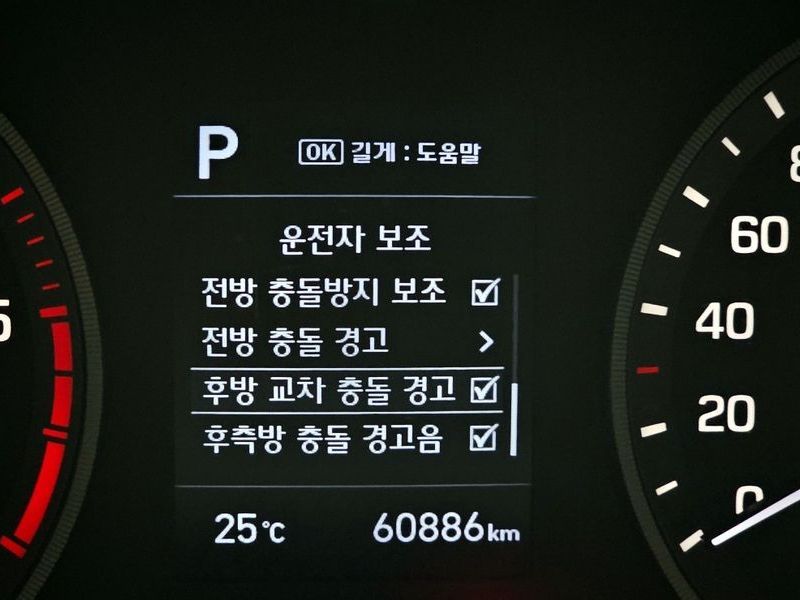 P
OK 길게 : 도움말
운전자 보조
전방 충돌방지 보조
전방 충돌 경고
후방 교차 충돌 경고
후측방 충돌 경고음
25℃ 60886km
5
8
60
40
20
0